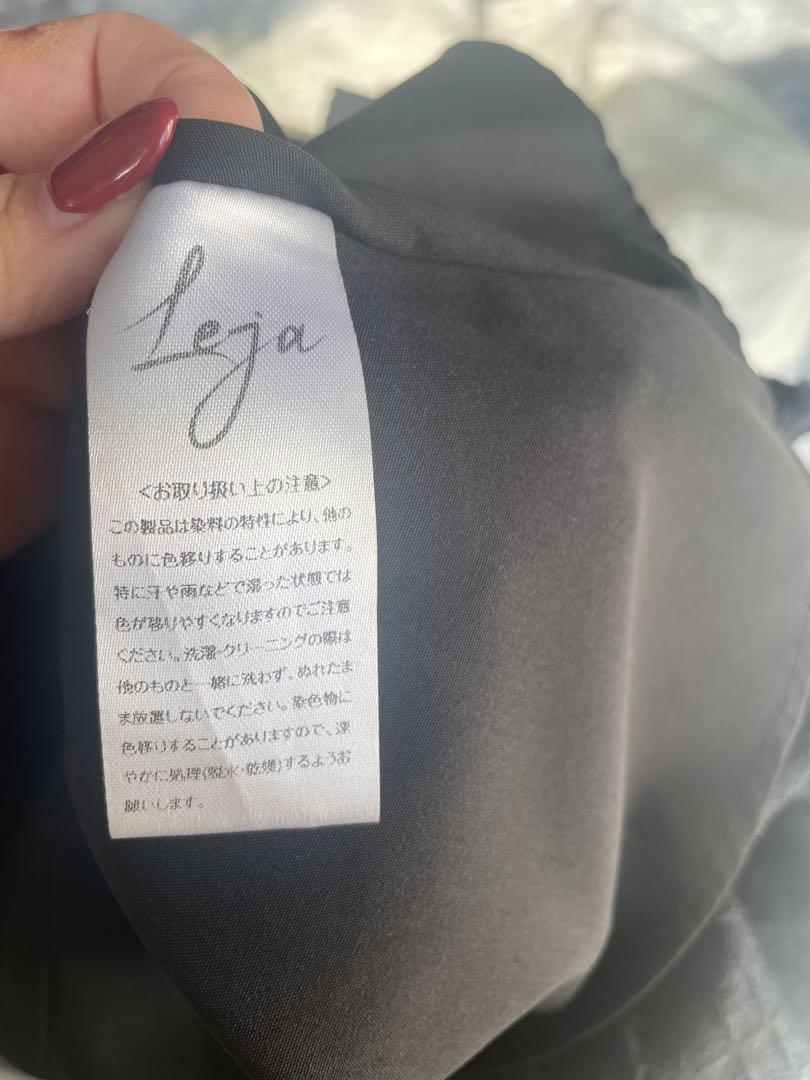 Leja
<お取り扱い上の注意>
この製品は染料の特性により、他の
ものに色移りすることがあります。
特に汗や雨などで湿った状態では
色が移りやすくなりますのでご注意
ください。洗濯・クリーニングの際は
他のものと一緒に洗わず、ぬれたま
ま放置しないでください。染色物に
色移りすることがありますので、速
やかに処理(脱水・乾燥)するようお
願いします。